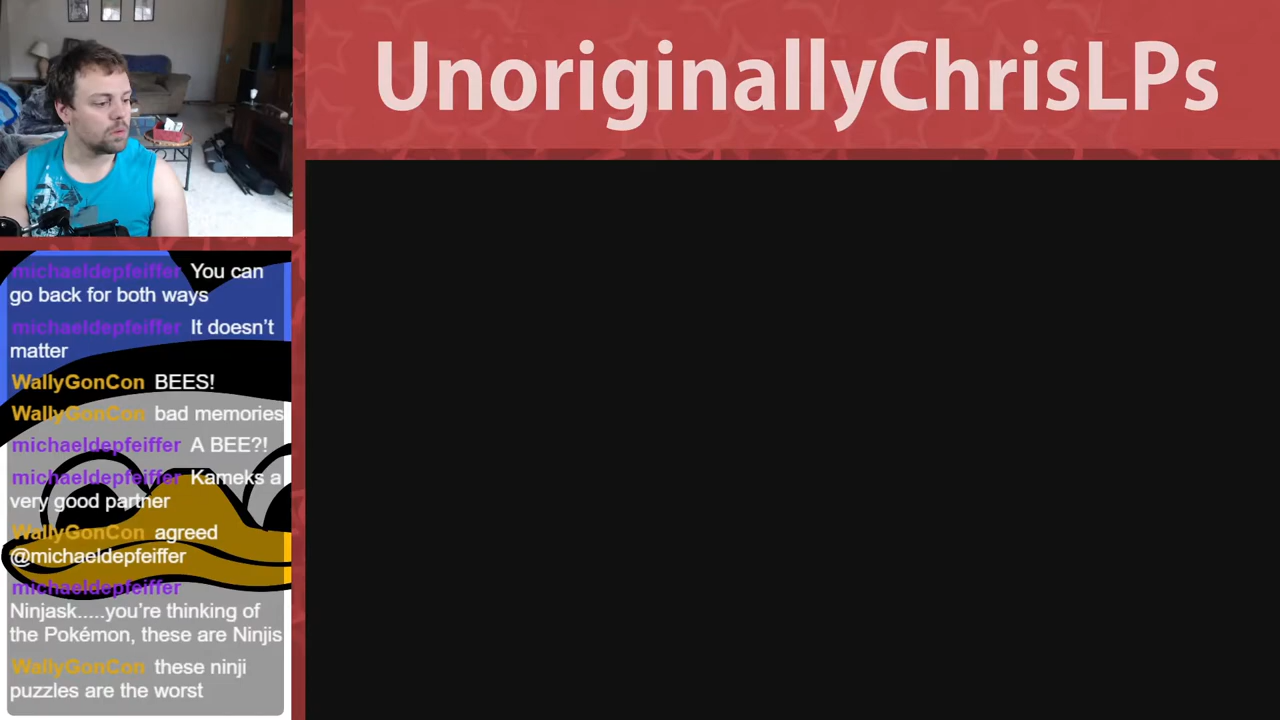 UnoriginallyChrisLPs
michaeldepfeiffer You can
go back for both ways
michaeldepfeiffer It doesn't
matter
WallyGonCon BEES!
WallyGonCon bad memories
michaeldepfeiffer A BEE?!
michaeldepfeiffer Kameks a
very good partner
WallyGonCon agreed
@michaeldepfeiffer
michaeldepfeiffer
Ninjask.....you're thinking of
the Pokémon, these are Ninjis
WallyGonCon these ninji
puzzles are the worst